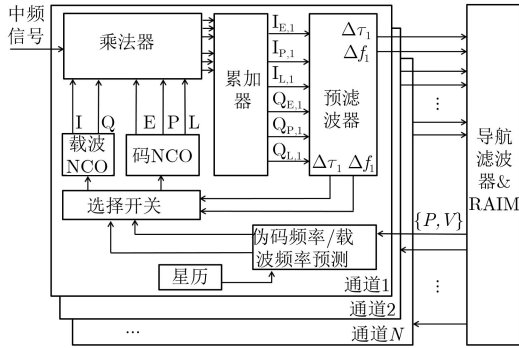 中频
信号
乘法器
I Q E P L
载波
NCO
码NCO
选择开关
累加
器
I_{E,1}
I_{P,1}
I_{L,1}
Q_{E,1}
Q_{P,1}
Q_{L,1}
Δτ_1
Δf_1
预滤
波器
Δτ_1 Δf_1
伪码频率/载
波频率预测
星历
通道1
通道2
...
通道N
⋮
{P,V}
⋮
导航
滤波
器&
RAIM